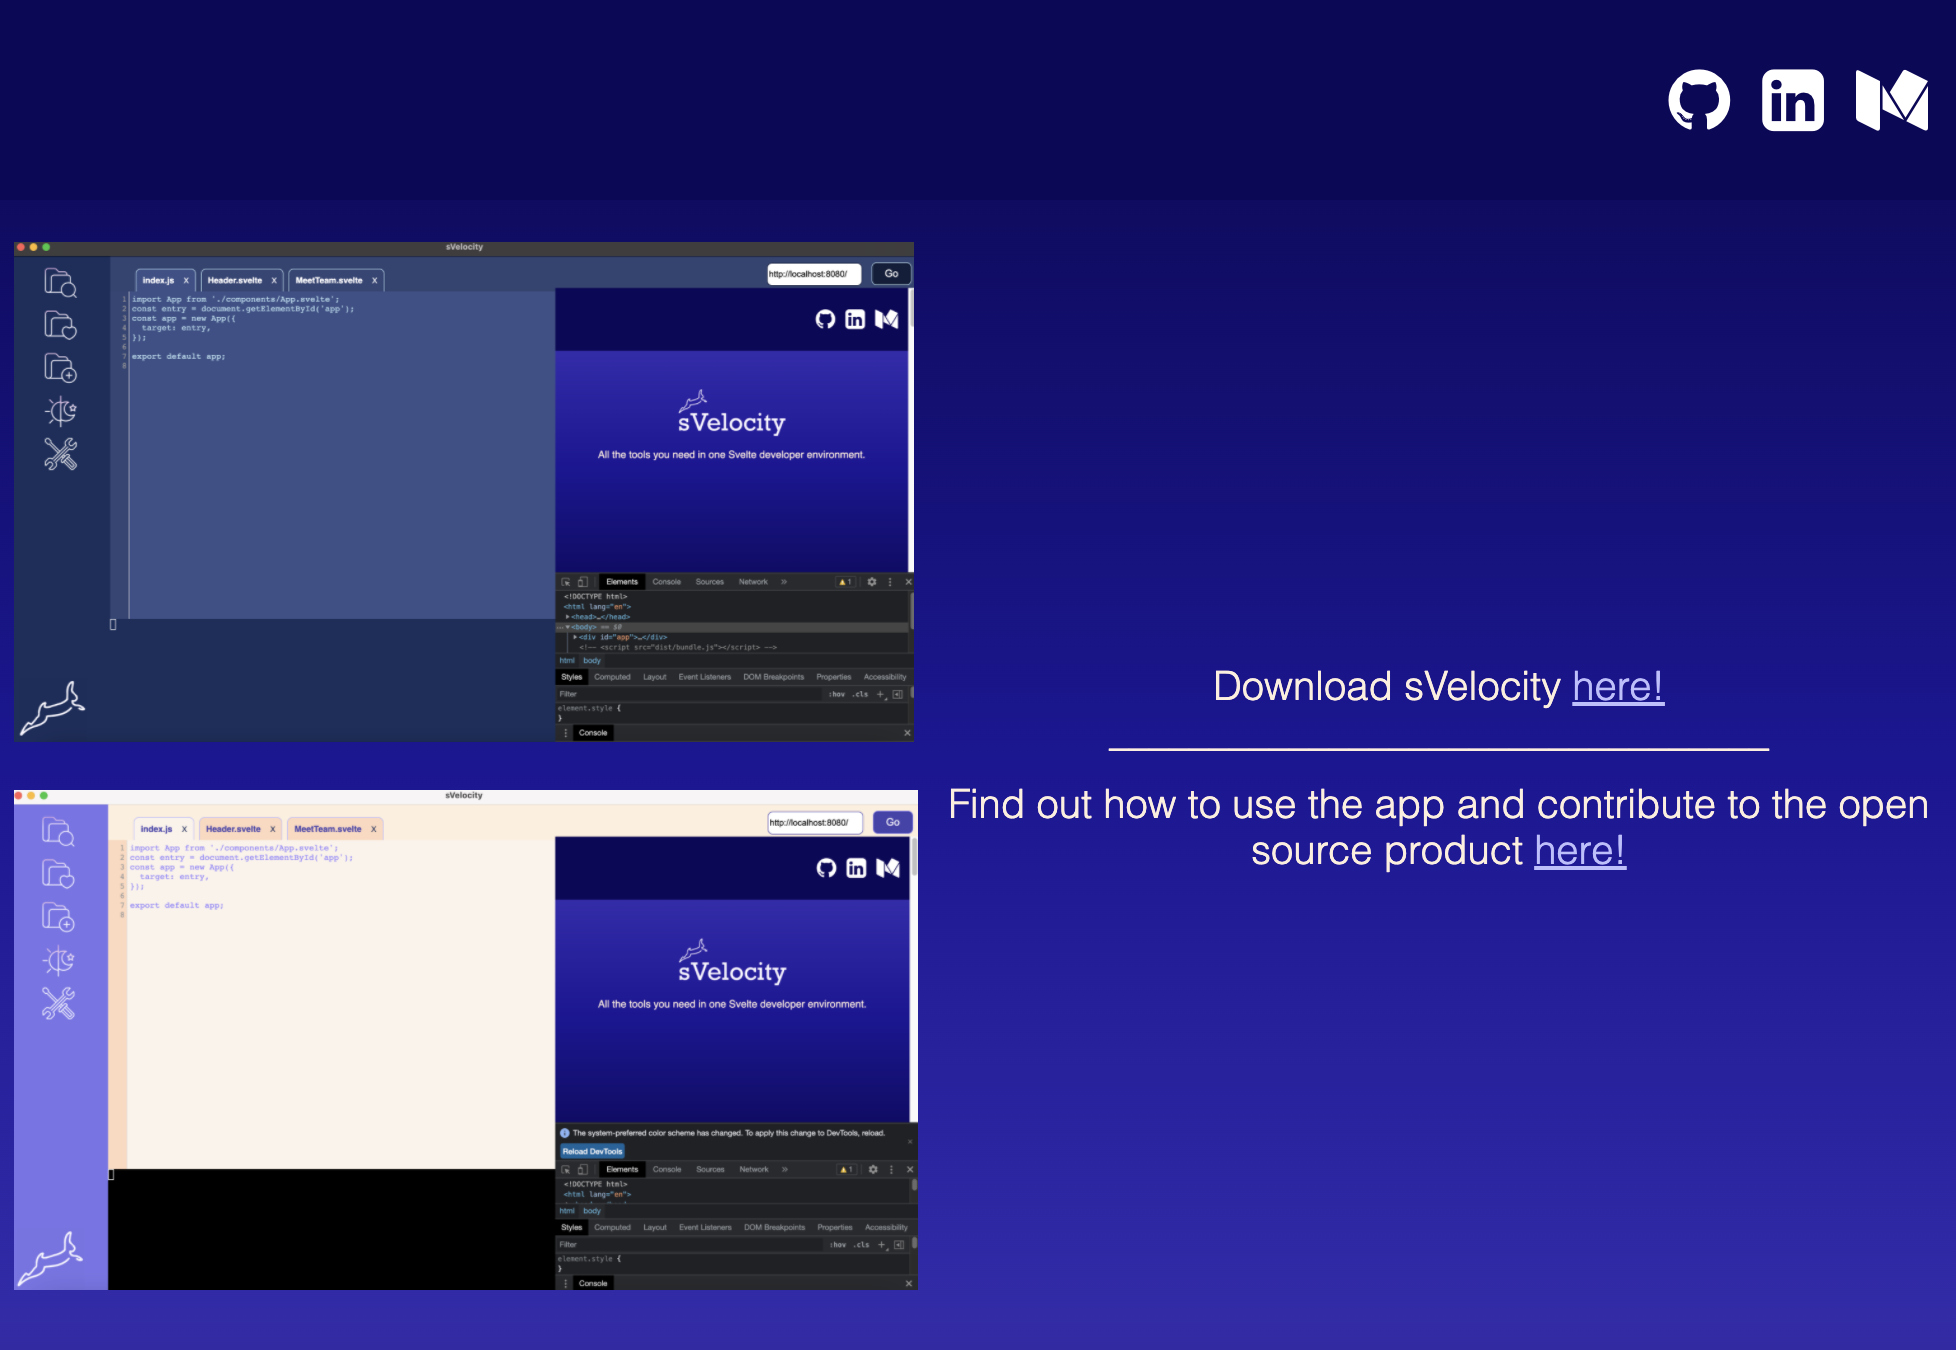 sVelocity
index.js X Header.svelte X MeetTeam.svelte X
http://localhost:8080/ Go
1 import App from './components/App.svelte';
2 const entry = document.getElementById('app');
3 const app = new App({
4 target: entry,
5 });
6
7 export default app;
8
in
sVelocity
All the tools you need in one Svelte developer environment.
Elements Console Sources Network » 1
<!DOCTYPE html>
<html lang="en">
<head>…</head>
<body> == $0
<div id="app">…</div>
<!-- <script src="dist/bundle.js"></script> -->
html body
Styles Computed Layout Event Listeners DOM Breakpoints Properties Accessibility
Filter :hov .cls +
element.style {
}
Console
sVelocity
index.js X Header.svelte X MeetTeam.svelte X
http://localhost:8080/ Go
1 import App from './components/App.svelte';
2 const entry = document.getElementById('app');
3 const app = new App({
4 target: entry,
5 });
6
7 export default app;
8
in
sVelocity
All the tools you need in one Svelte developer environment.
The system-preferred color scheme has changed. To apply this change to DevTools, reload.
Reload DevTools
Elements Console Sources Network » 1
<!DOCTYPE html>
<html lang="en">
html body
Styles Computed Layout Event Listeners DOM Breakpoints Properties Accessibility
Filter :hov .cls +
element.style {
}
Console
in
Download sVelocity here!
Find out how to use the app and contribute to the open
source product here!